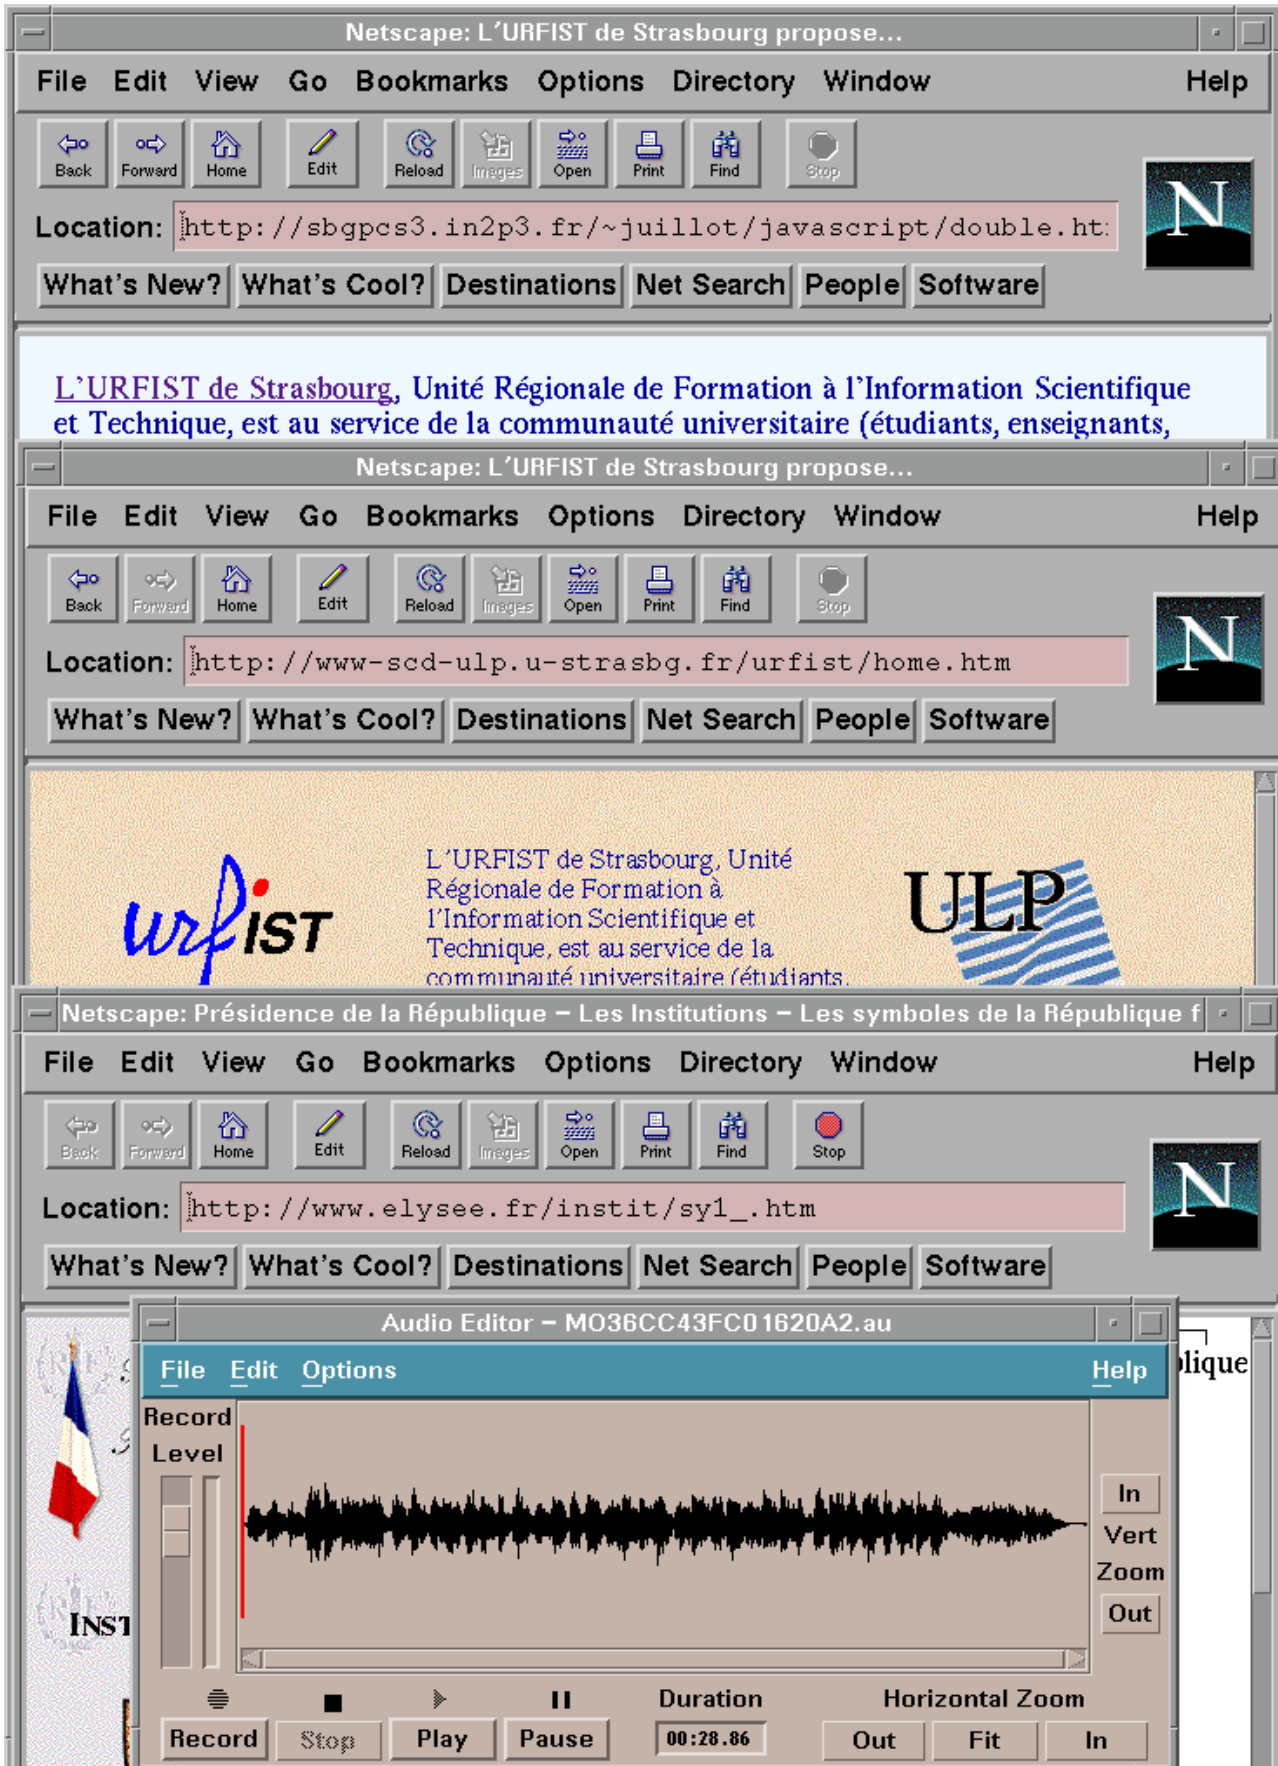 Netscape: L'URFIST de Strasbourg propose...
File Edit View Go Bookmarks Options Directory Window Help
Back Forward Home Edit Reload Images Open Print Find Stop
Location: http://sbgpcs3.in2p3.fr/~juillot/javascript/double.ht
N
What's New? What's Cool? Destinations Net Search People Software
L'URFIST de Strasbourg, Unité Régionale de Formation à l'Information Scientifique
et Technique, est au service de la communauté universitaire (étudiants, enseignants,
Netscape: L'URFIST de Strasbourg propose...
File Edit View Go Bookmarks Options Directory Window Help
Back Forward Home Edit Reload Images Open Print Find Stop
Location: http://www-scd-ulp.u-strasbg.fr/urfist/home.htm
N
What's New? What's Cool? Destinations Net Search People Software
urfIST
L'URFIST de Strasbourg, Unité
Régionale de Formation à
l'Information Scientifique et
Technique, est au service de la
communauté universitaire (étudiants,
ULP
Netscape: Présidence de la République – Les Institutions – Les symboles de la République f
File Edit View Go Bookmarks Options Directory Window Help
Back Forward Home Edit Reload Images Open Print Find Stop
Location: http://www.elysee.fr/instit/sy1_.htm
N
What's New? What's Cool? Destinations Net Search People Software
Audio Editor – MO36CC43FC01620A2.au
File Edit Options Help
blique
Record
Level
In
Vert
Zoom
Out
INST
Duration Horizontal Zoom
Record Stop Play Pause 00:28.86 Out Fit In